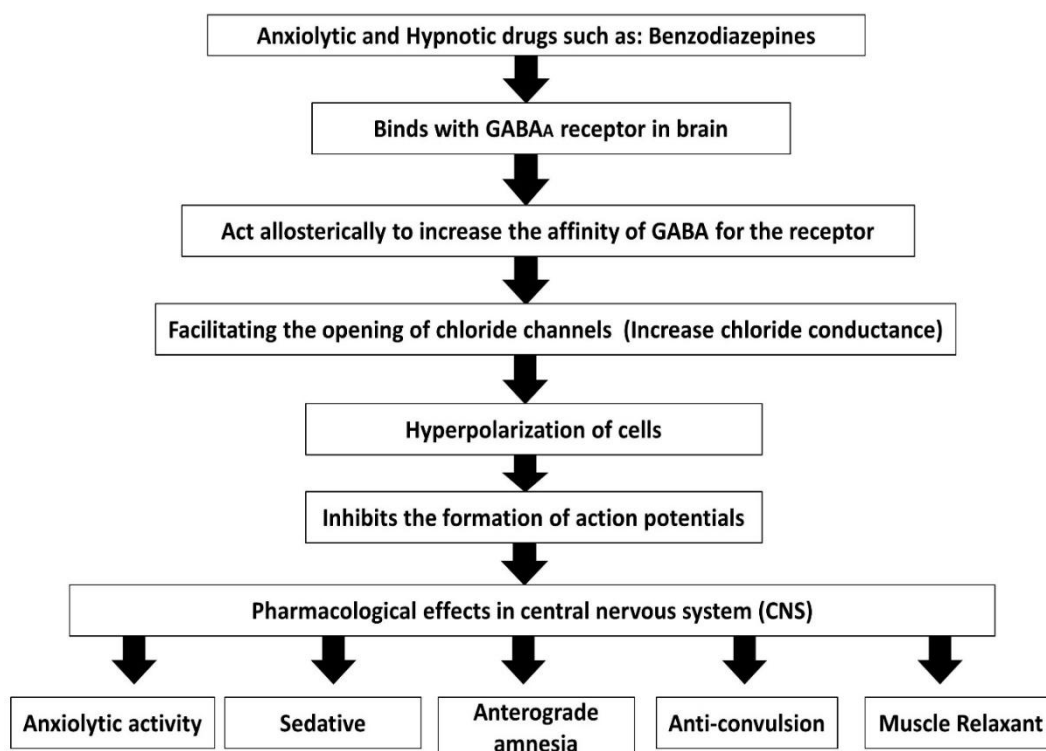 Anxiolytic and Hypnotic drugs such as: Benzodiazepines
Binds with GABAA receptor in brain
Act allosterically to increase the affinity of GABA for the receptor
Facilitating the opening of chloride channels (Increase chloride conductance)
Hyperpolarization of cells
Inhibits the formation of action potentials
Pharmacological effects in central nervous system (CNS)
Anxiolytic activity
Sedative
Anterograde
amnesia
Anti-convulsion
Muscle Relaxant